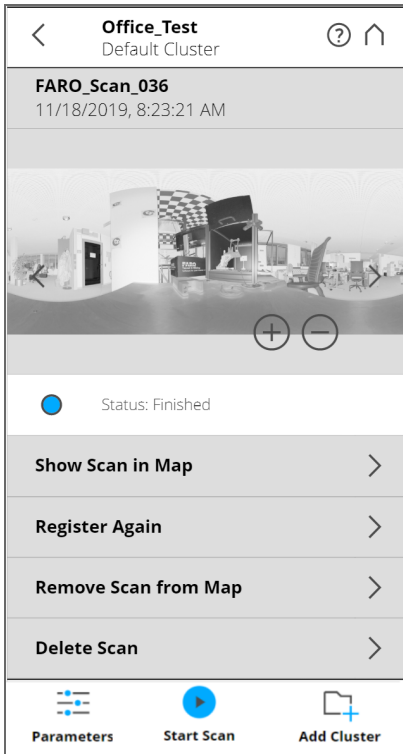 Office_Test
Default Cluster
FARO_Scan_036
11/18/2019, 8:23:21 AM
FARO
Status: Finished
Show Scan in Map
Register Again
Remove Scan from Map
Delete Scan
Parameters
Start Scan
Add Cluster